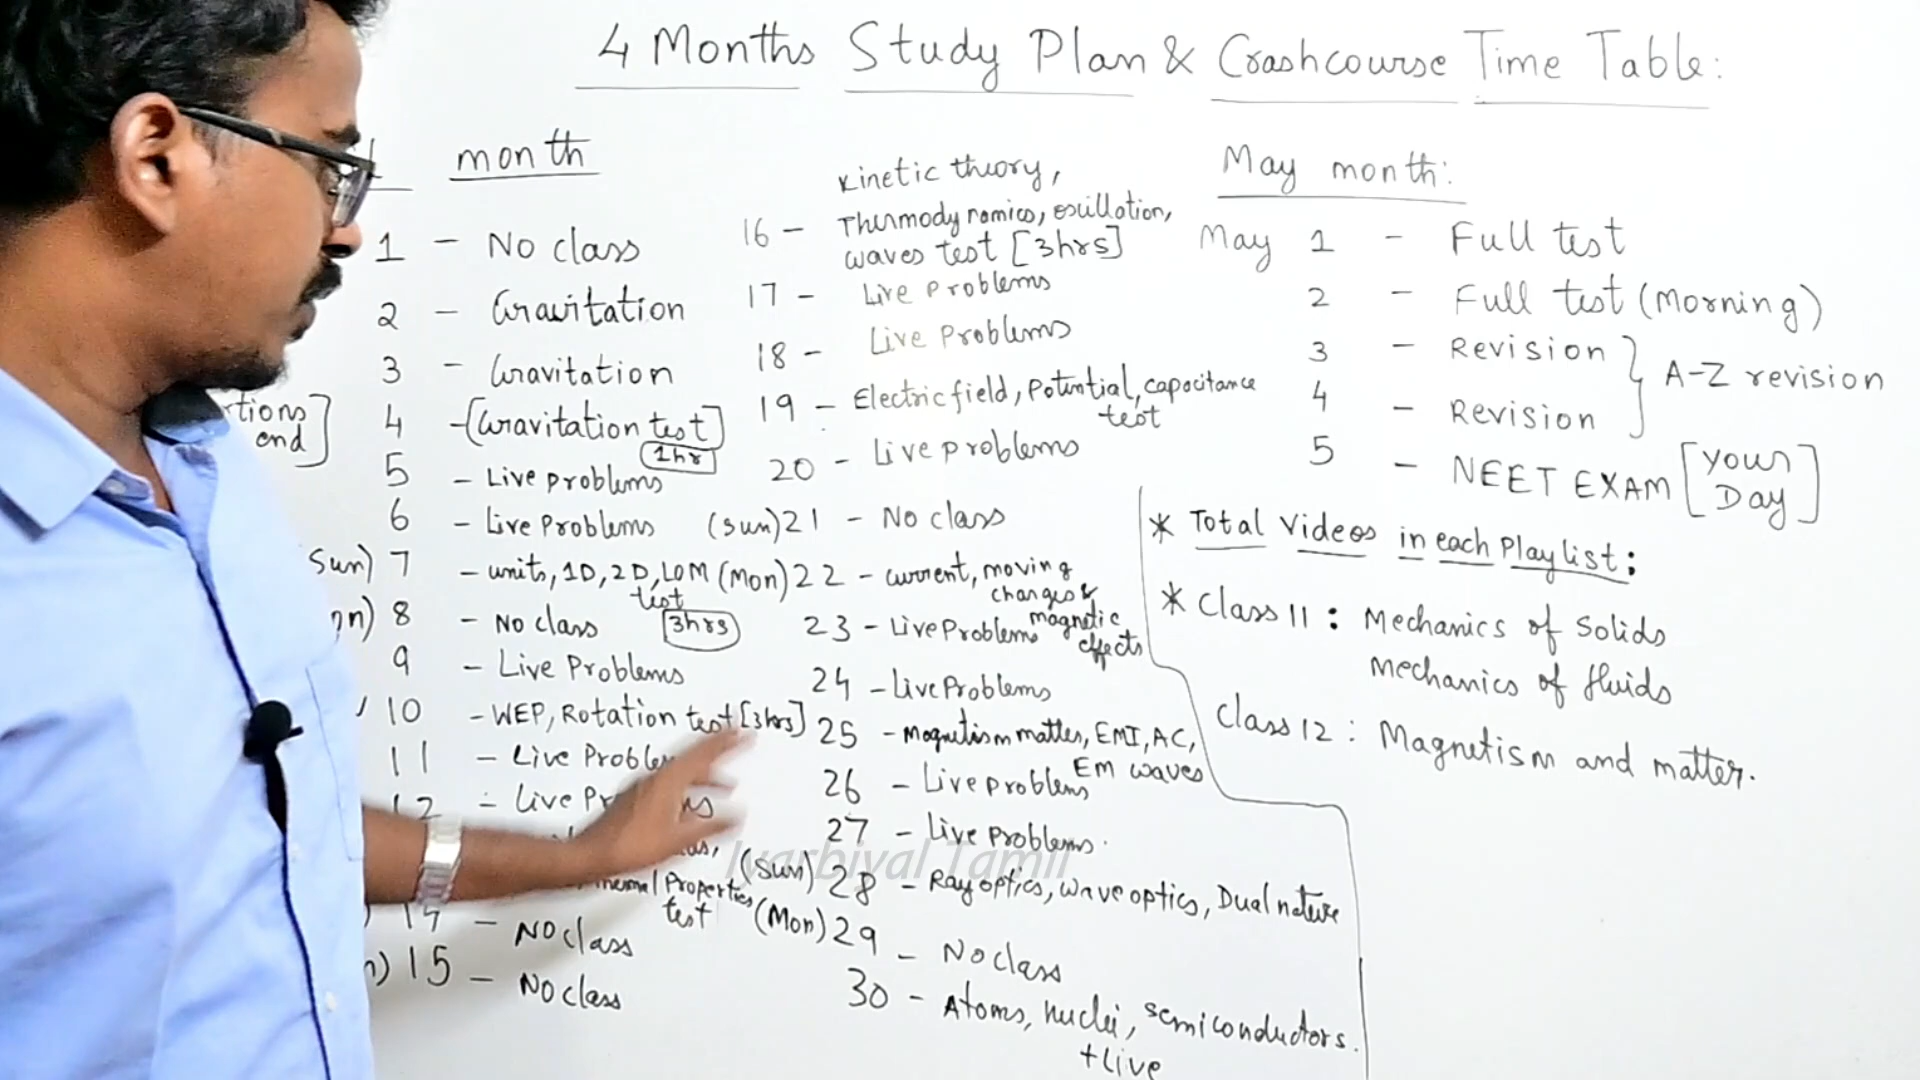 4 Months Study Plan & Crashcourse Time Table:
month
1 - No class
2 - Gravitation
3 - Gravitation
4 - [Gravitation test]
1hr
5 - Live problems
6 - Live Problems
Sun) 7 - units, 1D, 2D, LOM
test
3hrs
8 - No class
9 - Live Problems
10 - WEP, Rotation test [3hrs]
11 - Live
12 - Live
Properties
test
14 - No class
15 - No class
end]
Kinetic theory,
16 - Thermodynamics, oscillation,
waves test [3hrs]
17 - Live Problems
18 - Live Problems
19 - Electric field, Potential, capacitance
test
20 - Live problems
(Sun) 21 - No class
(Mon) 22 - current, moving
charges &
magnetic
effects
23 - Live Problems
24 - Live Problems
25 - Magnetism matter, EMI, AC,
EM waves
26 - Live problems
27 - Live problems.
(Sun) 28 - Ray optics, wave optics, Dual nature
(Mon) 29 - No class
30 - Atoms, nuclei, semiconductors.
+ Live
May month:
May 1 - Full test
2 - Full test (Morning)
3 - Revision
4 - Revision
A-Z revision
5 - NEET EXAM [Your
Day]
* Total Videos in each Playlist:
* Class 11: Mechanics of Solids
Mechanics of fluids
Class 12: Magnetism and matter.
Iyarbiyal Tamil